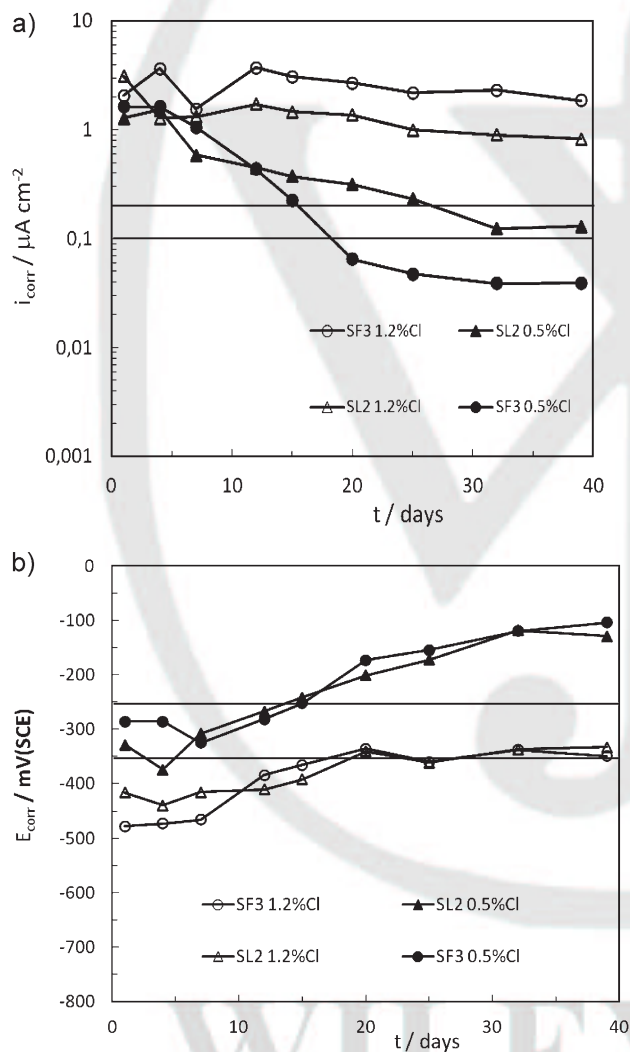 a)
10
1
0.1
0,01
0,001
i_corr / μA cm⁻²
SF3 1.2%Cl
SL2 0.5%Cl
SL2 1.2%Cl
SF3 0.5%Cl
0 10 20 30 40
t / days
b)
0
-100
-200
-300
-400
-500
-600
-700
-800
E_corr / mV(SCE)
SF3 1.2%Cl
SL2 0.5%Cl
SL2 1.2%Cl
SF3 0.5%Cl
0 10 20 30 40
t / days